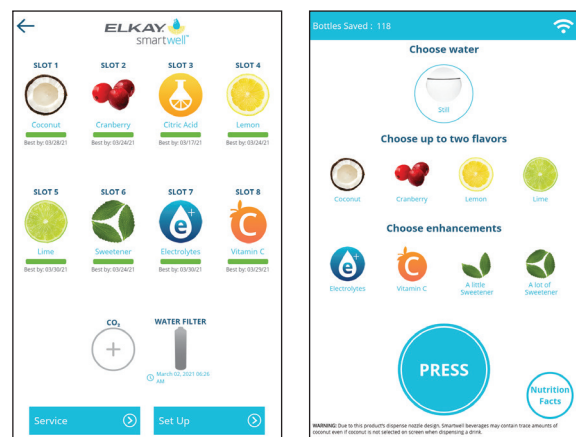 ELKAY
smartwell
SLOT 1 SLOT 2 SLOT 3 SLOT 4
Coconut Cranberry Citric Acid Lemon
Best by: 03/28/21 Best by: 03/24/21 Best by: 03/17/21 Best by: 03/24/21
SLOT 5 SLOT 6 SLOT 7 SLOT 8
e+ C
Lime Sweetener Electrolytes Vitamin C
Best by: 03/30/21 Best by: 03/24/21 Best by: 03/30/21 Best by: 03/29/21
CO₂ WATER FILTER
March 02, 2021 06:26
AM
Service Set Up
Bottles Saved : 118
Choose water
Still
Choose up to two flavors
Coconut Cranberry Lemon Lime
Choose enhancements
e+ C
Electrolytes Vitamin C A little
Sweetener A lot of
Sweetener
PRESS
Nutrition
Facts
WARNING: Due to this product's dispense nozzle design. Smartwell beverages may contain trace amounts of
coconut even if coconut is not selected on screen when dispensing a drink.